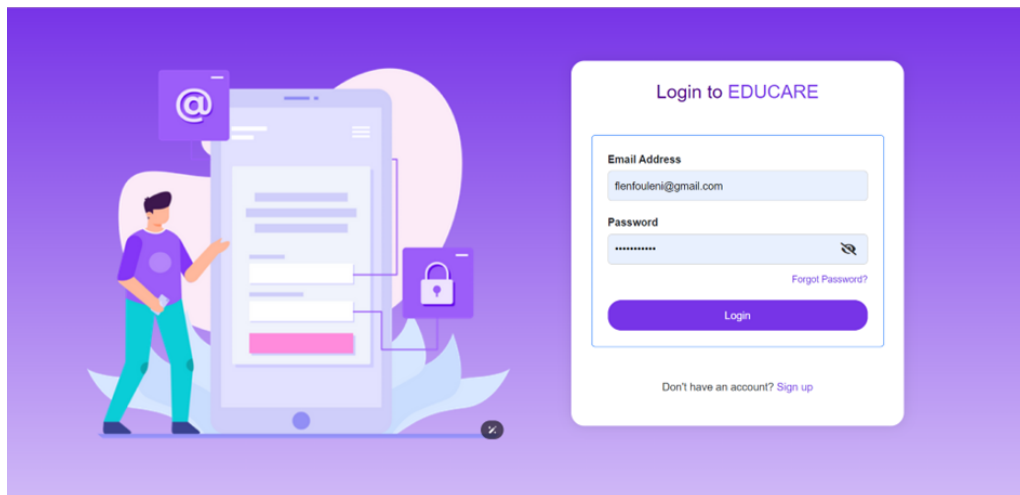 @
Login to EDUCARE
Email Address
flenfouleni@gmail.com
Password
•••••••••••
Forgot Password?
Login
Don't have an account? Sign up